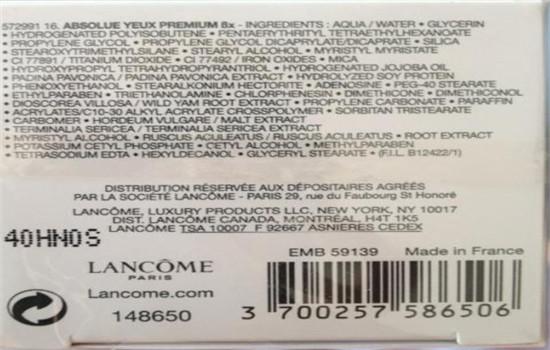 572991 16. ABSOLUE YEUX PREMIUM ßx - INGREDIENTS : AQUA / WATER • GLYCERIN
• HYDROGENATED POLYISOBUTENE • PENTAERYTHRITYL TETRAETHYLHEXANOATE
• PROPYLENE GLYCOL • PROPYLENE GLYCOL DICAPRYLATE/DICAPRATE • SILICA
• STEAROXYTRIMETHYLSILANE • STEARYL ALCOHOL • MYRISTYL MYRISTATE
• CI 77891 / TITANIUM DIOXIDE • CI 77492 / IRON OXIDES • MICA
• HYDROXYPROPYL TETRAHYDROPYRANTRIOL • HYDROGENATED JOJOBA OIL
PADINA PAVONICA / PADINA PAVONICA EXTRACT • HYDROLYZED SOY PROTEIN
• PHENOXYETHANOL • STEARALKONIUM HECTORITE • ADENOSINE • PEG-40 STEARATE
• ETHYLPARABEN • TRIETHANOLAMINE • CHLORPHENESIN • DIMETHICONE • DIMETHICONOL
DIOSCOREA VILLOSA / WILD YAM ROOT EXTRACT • PROPYLENE CARBONATE • PARAFFIN
• ACRYLATES/C10-30 ALKYL ACRYLATE CROSSPOLYMER • SORBITAN TRISTEARATE
• CARBOMER • HORDEUM VULGARE / MALT EXTRACT
• TERMINALIA SERICEA / TERMINALIA SERICEA EXTRACT
• MYRISTYL ALCOHOL • RUSCUS ACULEATUS / RUSCUS ACULEATUS • ROOT EXTRACT
• POTASSIUM CETYL PHOSPHATE • CETYL ALCOHOL • METHYLPARABEN
• TETRASODIUM EDTA • HEXYLDECANOL • GLYCERYL STEARATE • (F.I.L. B12422/1)
DISTRIBUTION RÉSERVÉE AUX DÉPOSITAIRES AGRÉÉS
PAR LA SOCIÉTÉ LANCÔME - PARIS 29, rue du Faubourg St Honoré
LANCÔME, LUXURY PRODUCTS LLC, NEW YORK, NY 10017
DIST. LANCÔME CANADA, MONTRÉAL, H4T 1K5
LANCÔME TSA 10007 F 92667 ASNIERES CEDEX
40HN0S
EMB 59139 Made in France
LANCÔME
PARIS
Lancome.com
148650
3 700257 586506